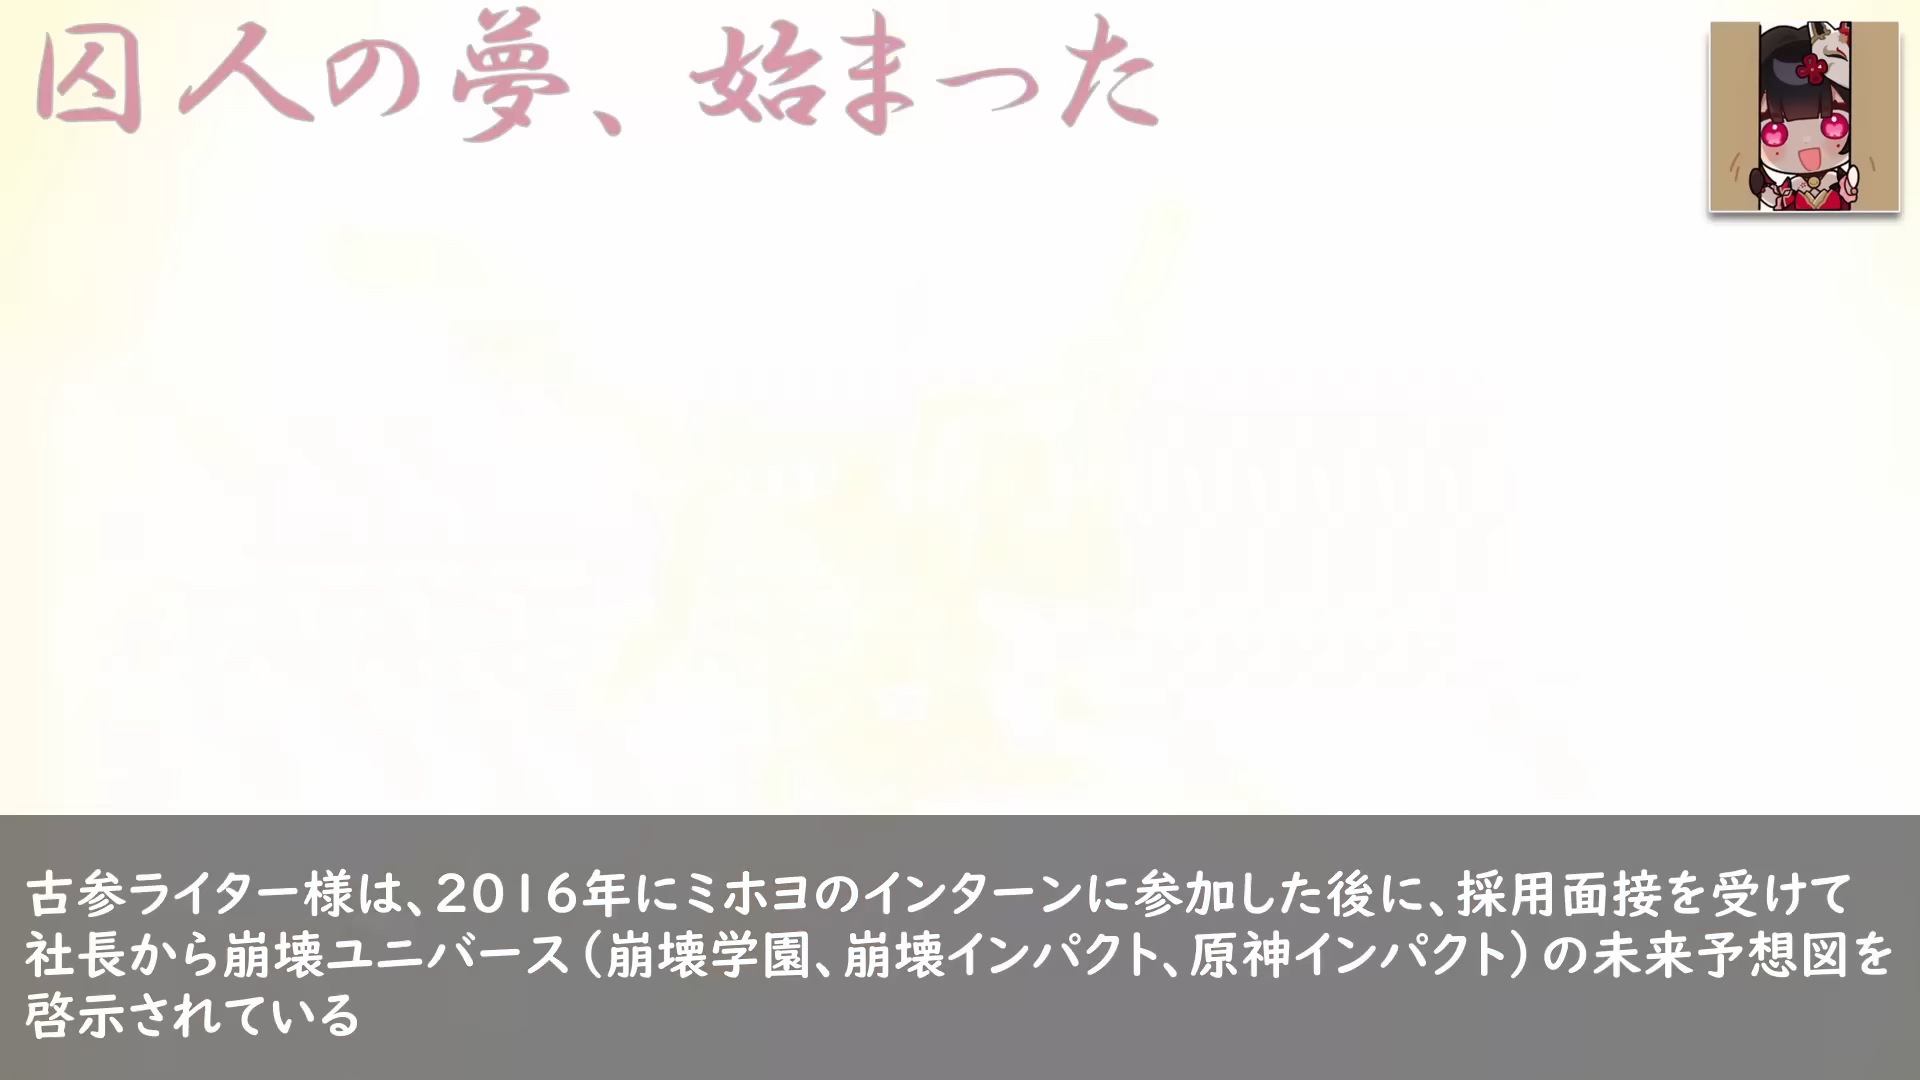 囚人の夢、始まった
古参ライター様は、2016年にミホヨのインターンに参加した後に、採用面接を受けて
社長から崩壊ユニバース（崩壊学園、崩壊インパクト、原神インパクト）の未来予想図を
啓示されている